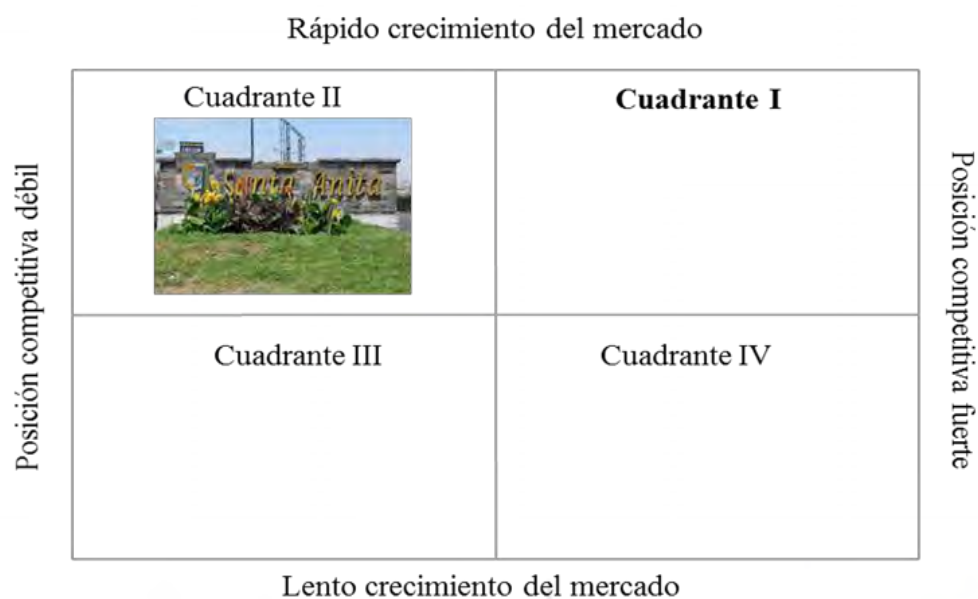 Rápido crecimiento del mercado
Cuadrante II
Cuadrante I
Santa Anita
Posición competitiva débil
Posición competitiva fuerte
Cuadrante III
Cuadrante IV
Lento crecimiento del mercado